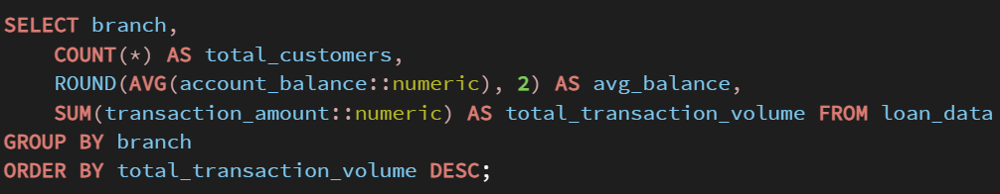 SELECT branch,
    COUNT(*) AS total_customers,
    ROUND(AVG(account_balance::numeric), 2) AS avg_balance,
    SUM(transaction_amount::numeric) AS total_transaction_volume FROM loan_data
GROUP BY branch
ORDER BY total_transaction_volume DESC;